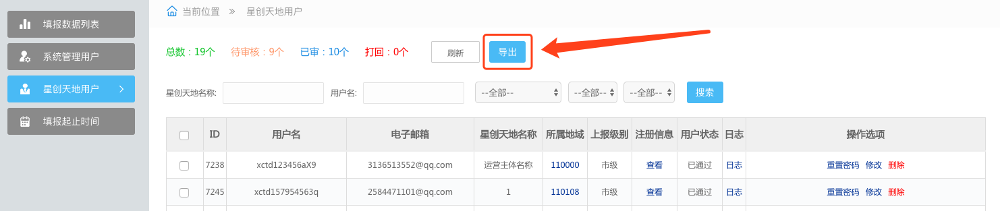 当前位置 » 星创天地用户
填报数据列表
系统管理用户
星创天地用户
填报起止时间
总数：19个 待审核：9个 已审：10个 打回：0个 刷新 导出
星创天地名称: 用户名: --全部-- --全部-- --全部-- 搜索
ID 用户名 电子邮箱 星创天地名称 所属地域 上报级别 注册信息 用户状态 日志 操作选项
7238 xctd123456aX9 3136513552@qq.com 运营主体名称 110000 市级 查看 已通过 日志 重置密码 修改 删除
7245 xctd157954563q 2584471101@qq.com 1 110108 市级 查看 已通过 日志 重置密码 修改 删除